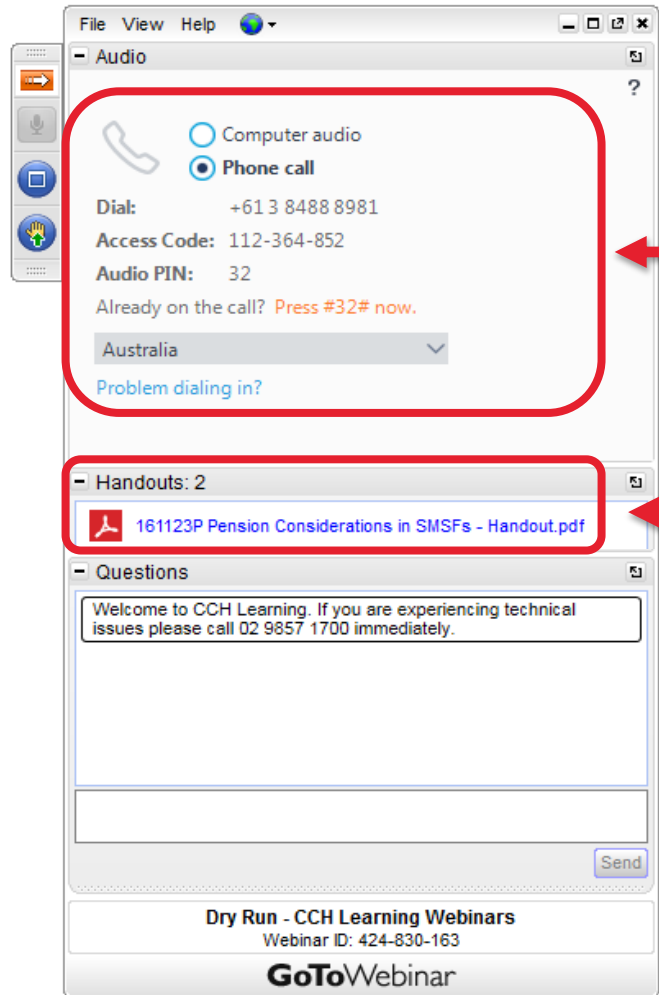 File View Help
Audio
?
Computer audio
Phone call
Dial: +61 3 8488 8981
Access Code: 112-364-852
Audio PIN: 32
Already on the call? Press #32# now.
Australia
Problem dialing in?
Handouts: 2
161123P Pension Considerations in SMSFs - Handout.pdf
Questions
Welcome to CCH Learning. If you are experiencing technical
issues please call 02 9857 1700 immediately.
Send
Dry Run - CCH Learning Webinars
Webinar ID: 424-830-163
GoToWebinar